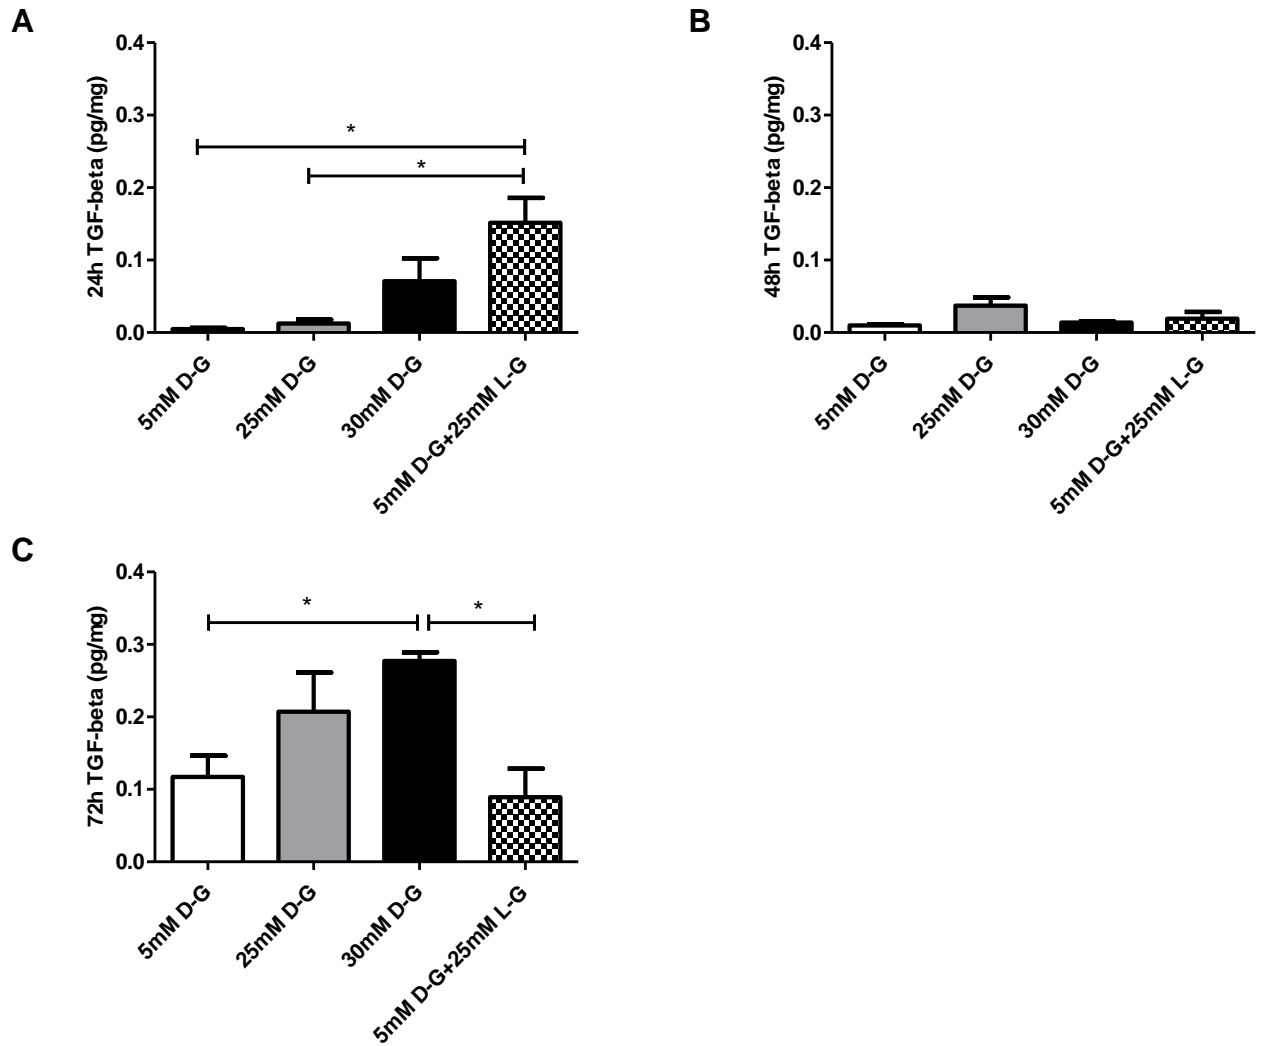 A
24h TGF-beta (pg/mg)
0.4
0.3
0.2
0.1
0.0
*
*
5mM D-G
25mM D-G
30mM D-G
5mM D-G+25mM L-G
B
48h TGF-beta (pg/mg)
0.4
0.3
0.2
0.1
0.0
5mM D-G
25mM D-G
30mM D-G
5mM D-G+25mM L-G
C
72h TGF-beta (pg/mg)
0.4
0.3
0.2
0.1
0.0
*
*
5mM D-G
25mM D-G
30mM D-G
5mM D-G+25mM L-G